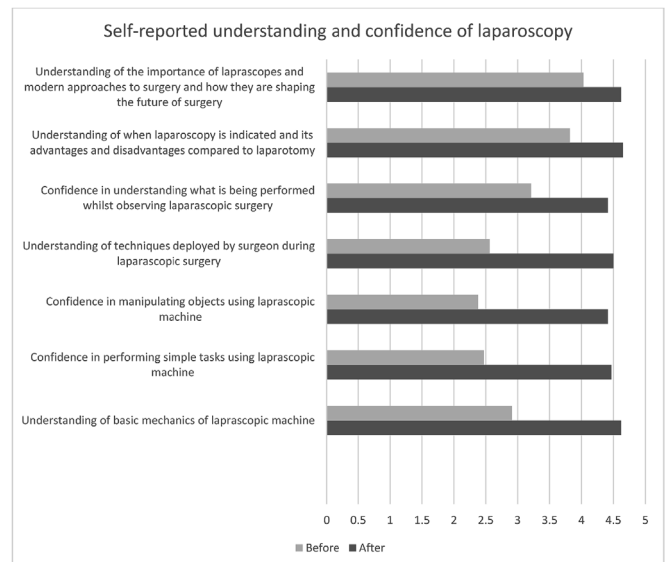 Self-reported understanding and confidence of laparoscopy
Understanding of the importance of laprascopes and
modern approaches to surgery and how they are shaping
the future of surgery
Understanding of when laparoscopy is indicated and its
advantages and disadvantages compared to laparotomy
Confidence in understanding what is being performed
whilst observing laparascopic surgery
Understanding of techniques deployed by surgeon during
laparascopic surgery
Confidence in manipulating objects using laprascopic
machine
Confidence in performing simple tasks using laprascopic
machine
Understanding of basic mechanics of laprascopic machine
0 0.5 1 1.5 2 2.5 3 3.5 4 4.5 5
Before After